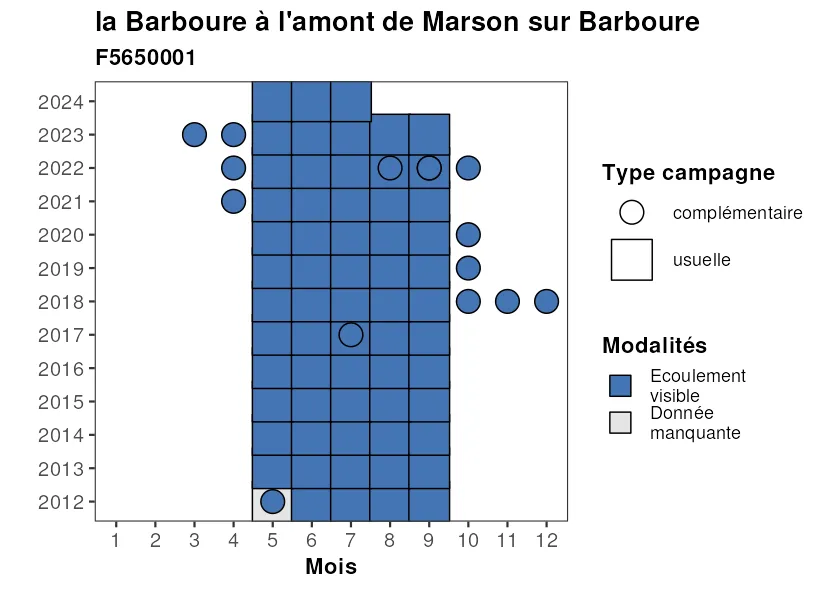 la Barboure à l'amont de Marson sur Barboure
F5650001
2024
2023
2022
2021
2020
2019
2018
2017
2016
2015
2014
2013
2012
1 2 3 4 5 6 7 8 9 10 11 12
Mois
Type campagne
complémentaire
usuelle
Modalités
Ecoulement
visible
Donnée
manquante